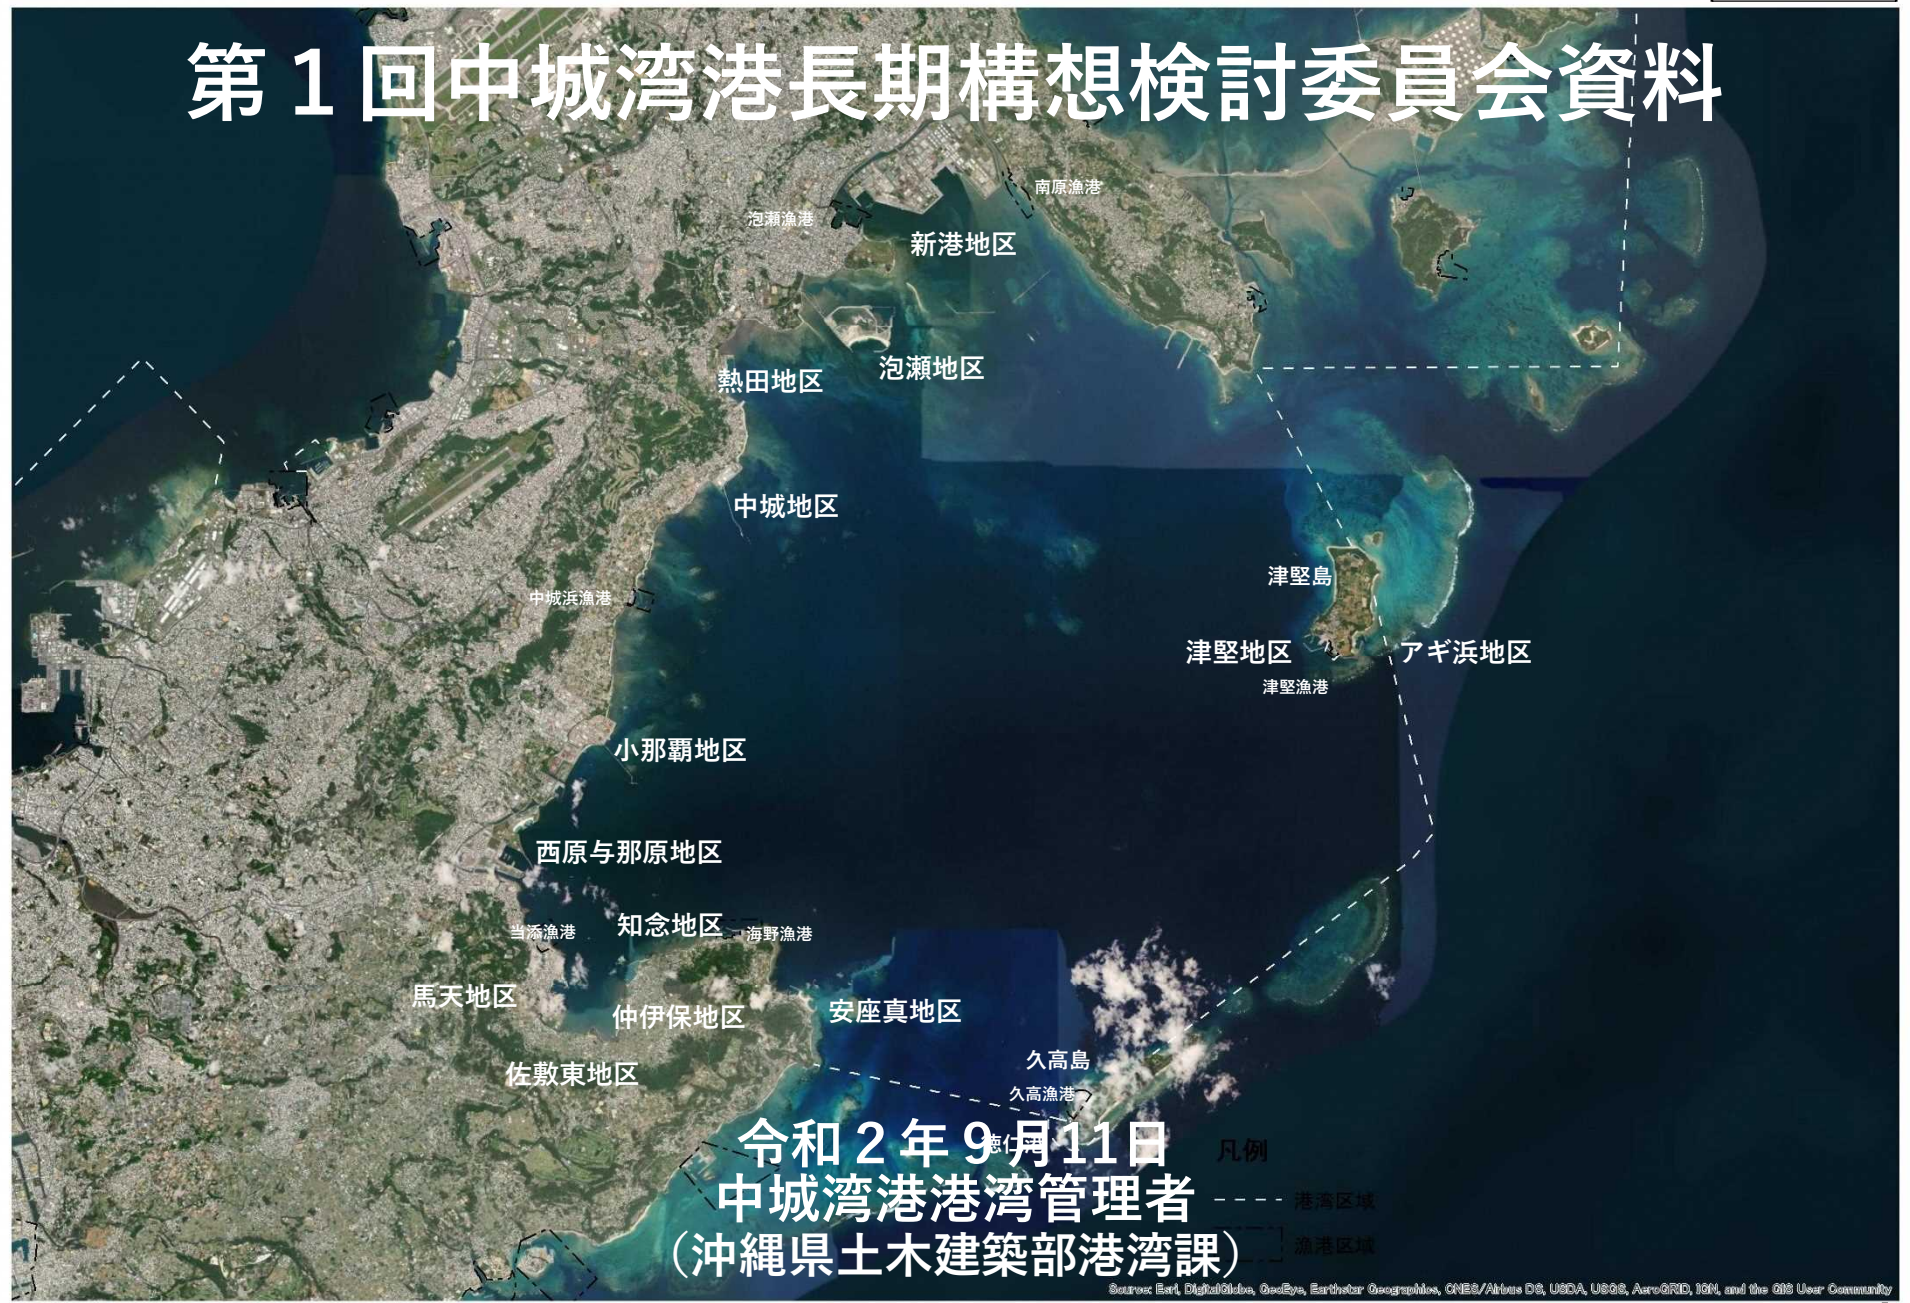 第１回中城湾港長期構想検討委員会資料
南原漁港
泡瀬漁港
新港地区
泡瀬地区
熱田地区
中城地区
津堅島
中城浜漁港
津堅地区
アギ浜地区
津堅漁港
小那覇地区
西原与那原地区
知念地区
海野漁港
当添漁港
馬天地区
仲伊保地区
安座真地区
久高島
佐敷東地区
久高漁港
徳仁港
令和２年９月11日
凡例
中城湾港港湾管理者
港湾区域
（沖縄県土木建築部港湾課）
漁港区域
Source: Esri, DigitalGlobe, GeoEye, Earthstar Geographics, CNES/Airbus DS, USDA, USGS, AeroGRID, IGN, and the GIS User Community